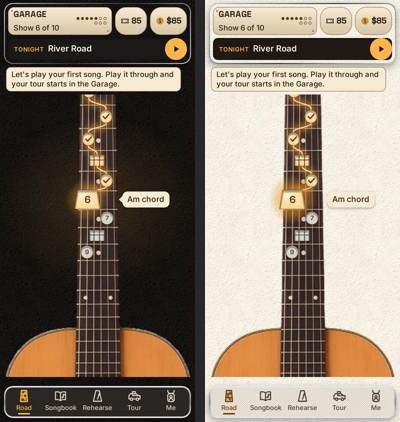 GARAGE
Show 6 of 10
85
$ $85
TONIGHT River Road
Let's play your first song. Play it through and
your tour starts in the Garage.
6
Am chord
7
9
Road Songbook Rehearse Tour Me
GARAGE
Show 6 of 10
85
$ $85
TONIGHT River Road
Let's play your first song. Play it through and
your tour starts in the Garage.
6
Am chord
7
9
Road Songbook Rehearse Tour Me